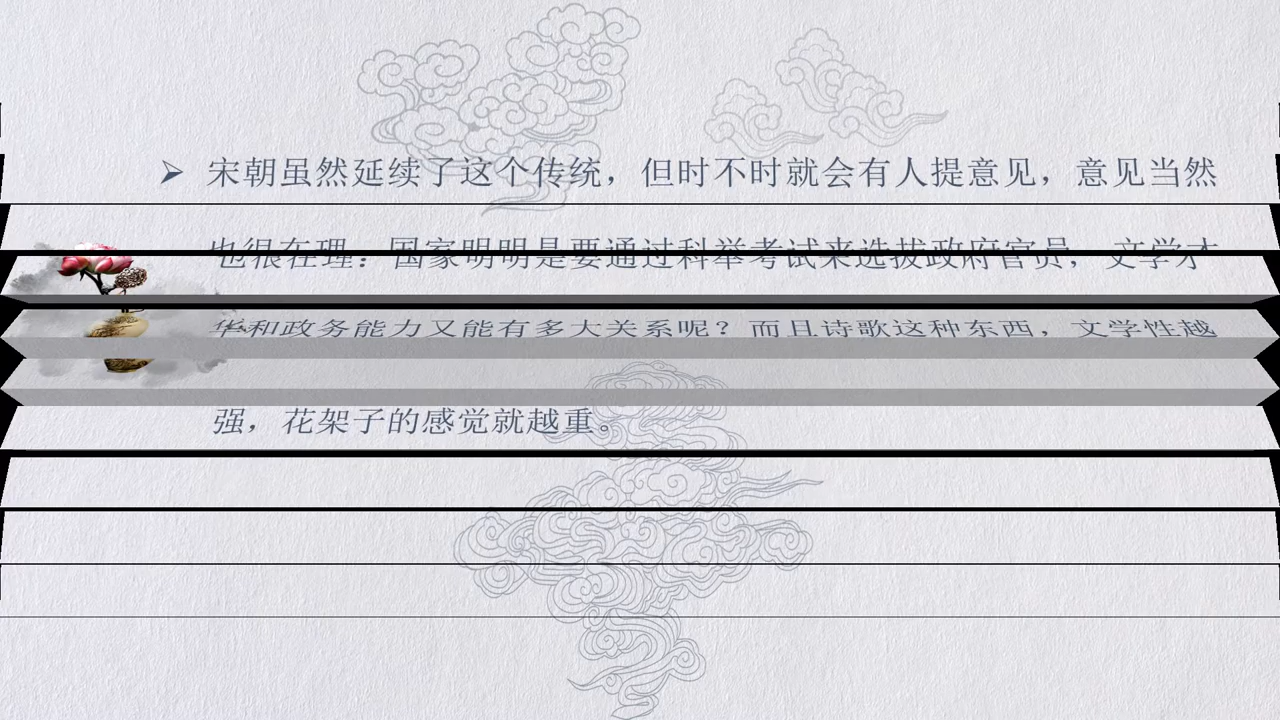 宋朝虽然延续了这个传统，但时不时就会有人提意见，意见当然
也很在理：国家明明是要通过科举考试来选拔政府官员，文学才
华和政务能力又能有多大关系呢？而且诗歌这种东西，文学性越
强，花架子的感觉就越重。